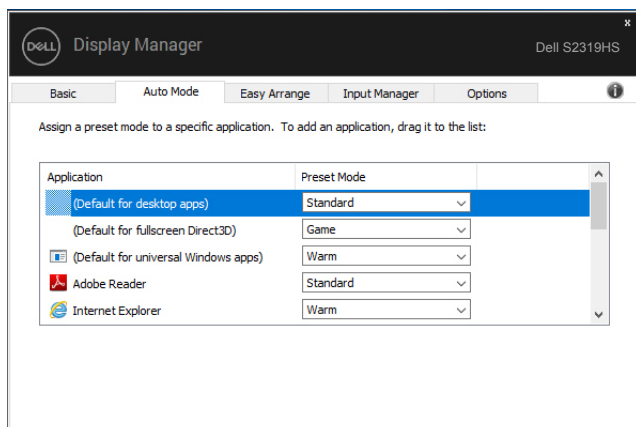 DELL Display Manager
x
Dell S2319HS
Basic Auto Mode Easy Arrange Input Manager Options
Assign a preset mode to a specific application. To add an application, drag it to the list:
Application Preset Mode
(Default for desktop apps) Standard
(Default for fullscreen Direct3D) Game
(Default for universal Windows apps) Warm
Adobe Reader Standard
Internet Explorer Warm